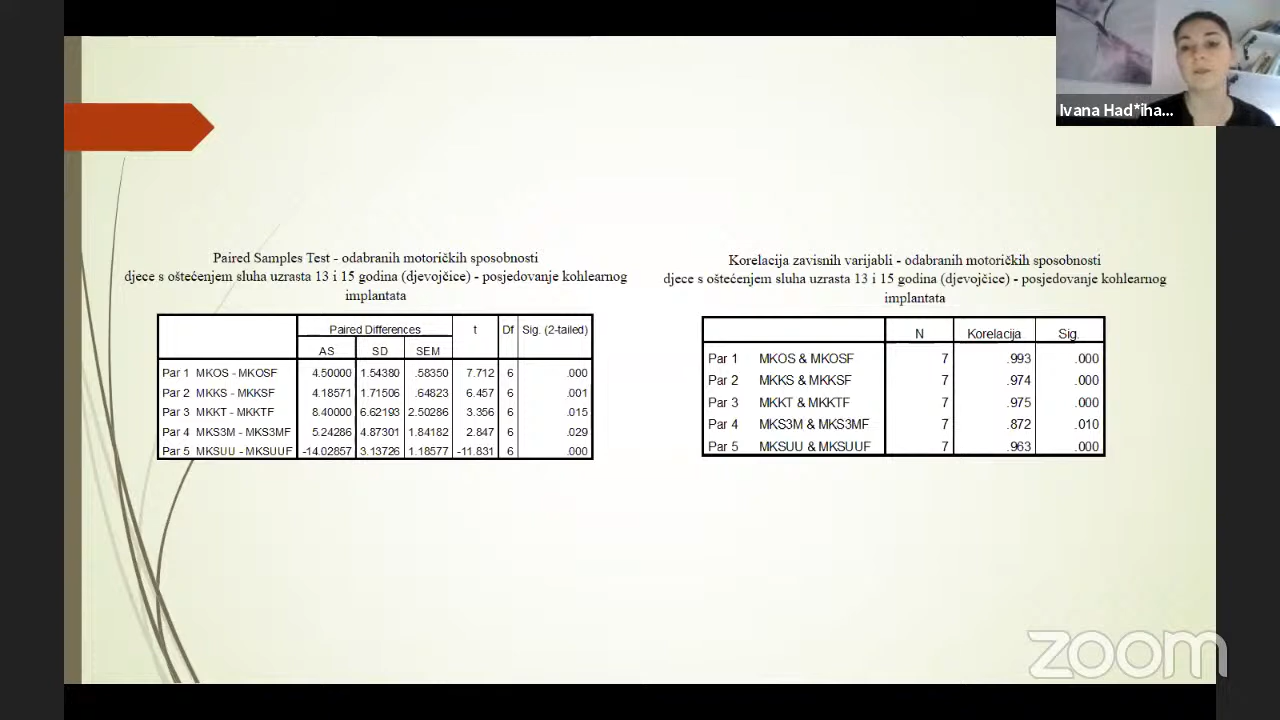 Ivana Had*iha...
Paired Samples Test - odabranih motoričkih sposobnosti
djece s oštećenjem sluha uzrasta 13 i 15 godina (djevojčice) - posjedovanje kohlearnog
implantata
Paired Differences t Df Sig. (2-tailed)
AS SD SEM
Par 1 MKOS - MKOSF 4.50000 1.54380 .58350 7.712 6 .000
Par 2 MKKS - MKKSF 4.18571 1.71506 .64823 6.457 6 .001
Par 3 MKKT - MKKTF 8.40000 6.62193 2.50286 3.356 6 .015
Par 4 MKS3M - MKS3MF 5.24286 4.87301 1.84182 2.847 6 .029
Par 5 MKSUU - MKSUUF -14.02857 3.13726 1.18577 -11.831 6 .000
Korelacija zavisnih varijabli - odabranih motoričkih sposobnosti
djece s oštećenjem sluha uzrasta 13 i 15 godina (djevojčice) - posjedovanje kohlearnog
implantata
N Korelacija Sig.
Par 1 MKOS & MKOSF 7 .993 .000
Par 2 MKKS & MKKSF 7 .974 .000
Par 3 MKKT & MKKTF 7 .975 .000
Par 4 MKS3M & MKS3MF 7 .872 .010
Par 5 MKSUU & MKSUUF 7 .963 .000
zoom